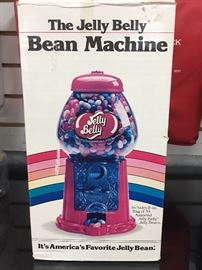 The Jelly Belly®
Bean Machine
Jelly
Belly
Includes 8 oz.
Bag of
Assorted
Jelly Belly®
Jelly Beans
It's America's Favorite Jelly Bean.®